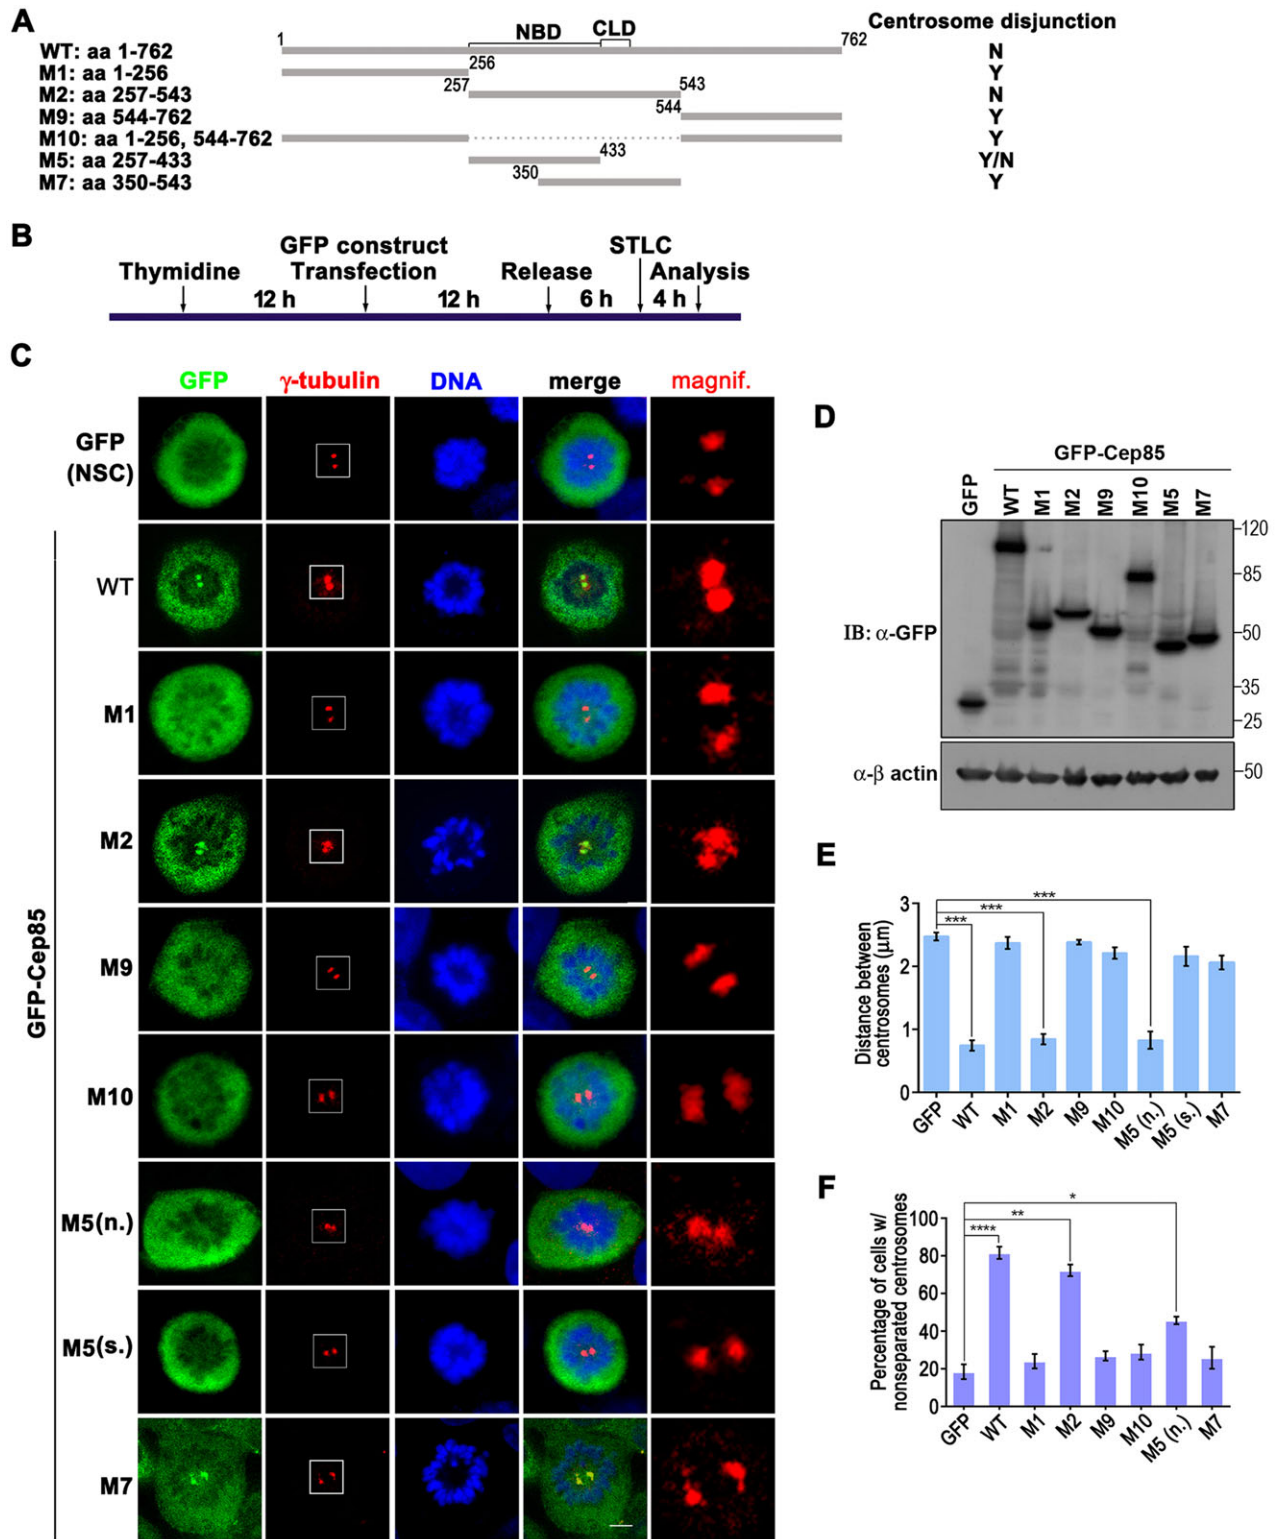 A
Centrosome disjunction
1
NBD
CLD
762
WT: aa 1-762
N
M1: aa 1-256
256
Y
M2: aa 257-543
257
543
N
M9: aa 544-762
544
Y
M10: aa 1-256, 544-762
Y
M5: aa 257-433
433
Y/N
M7: aa 350-543
350
Y
B
GFP construct
STLC
Thymidine
Transfection
Release
Analysis
12 h
12 h
6 h
4 h
C
GFP
γ-tubulin
DNA
merge
magnif.
GFP
(NSC)
GFP-Cep85
WT
M1
M2
M9
M10
M5(n.)
M5(s.)
M7
D
GFP-Cep85
GFP
WT
M1
M2
M9
M10
M5
M7
IB: α-GFP
120
85
50
35
25
α-β actin
50
E
Distance between
centrosomes (µm)
3
2
1
0
***
***
***
GFP
WT
M1
M2
M9
M10
M5 (n.)
M5 (s.)
M7
F
Percentage of cells w/
nonseparated centrosomes
100
80
60
40
20
0
****
**
*
GFP
WT
M1
M2
M9
M10
M5 (n.)
M7